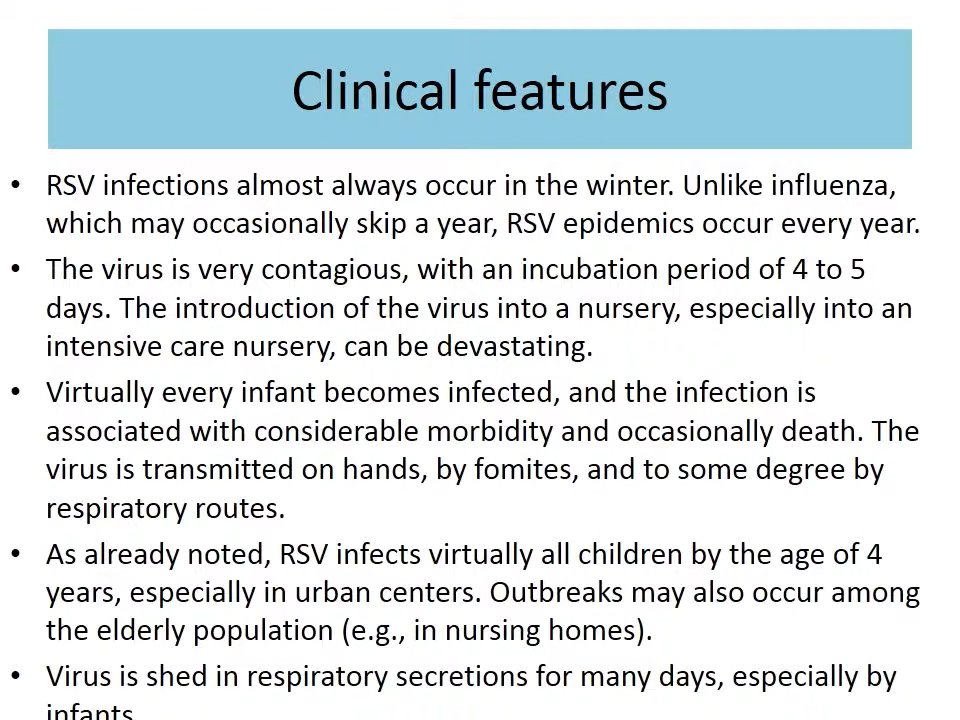 Clinical features
• RSV infections almost always occur in the winter. Unlike influenza,
which may occasionally skip a year, RSV epidemics occur every year.
• The virus is very contagious, with an incubation period of 4 to 5
days. The introduction of the virus into a nursery, especially into an
intensive care nursery, can be devastating.
• Virtually every infant becomes infected, and the infection is
associated with considerable morbidity and occasionally death. The
virus is transmitted on hands, by fomites, and to some degree by
respiratory routes.
• As already noted, RSV infects virtually all children by the age of 4
years, especially in urban centers. Outbreaks may also occur among
the elderly population (e.g., in nursing homes).
• Virus is shed in respiratory secretions for many days, especially by
infants